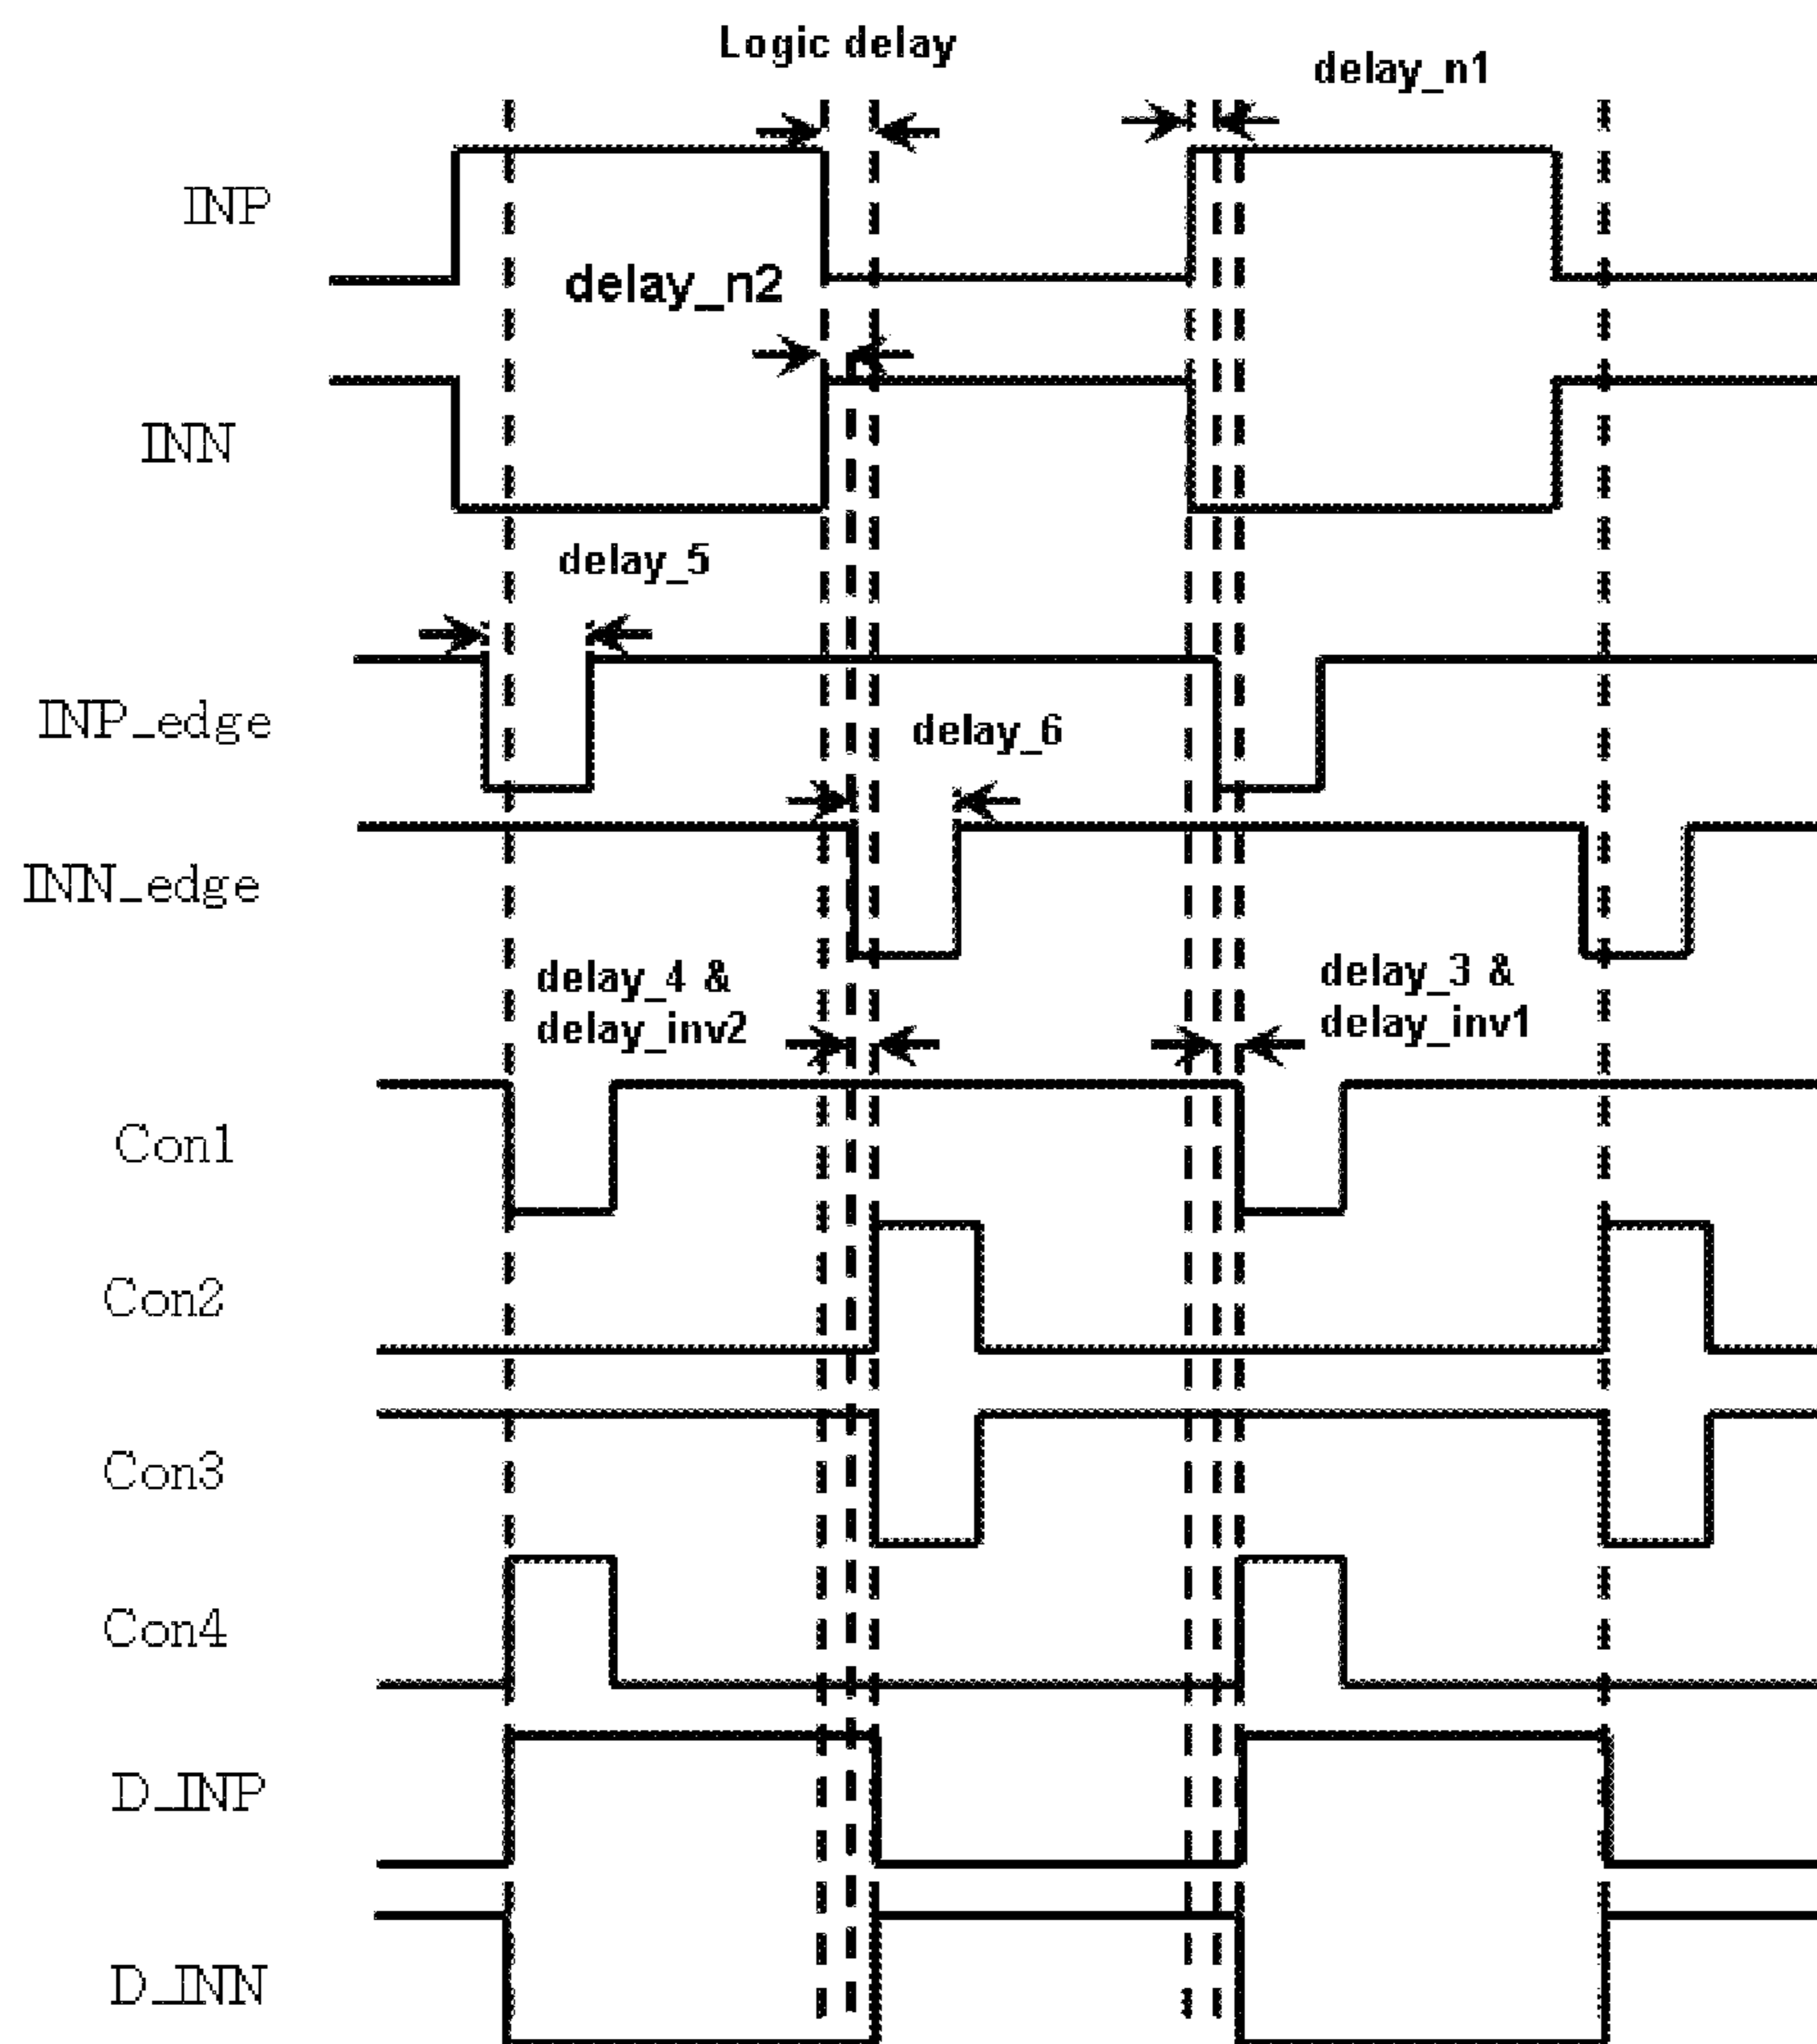 Logic delay
delay_n1
INP
delay_n2
INN
delay_5
INP_edge
delay_6
INN_edge
delay_4 &
delay_inv2
delay_3 &
delay_inv1
Con1
Con2
Con3
Con4
D_INP
D_INN